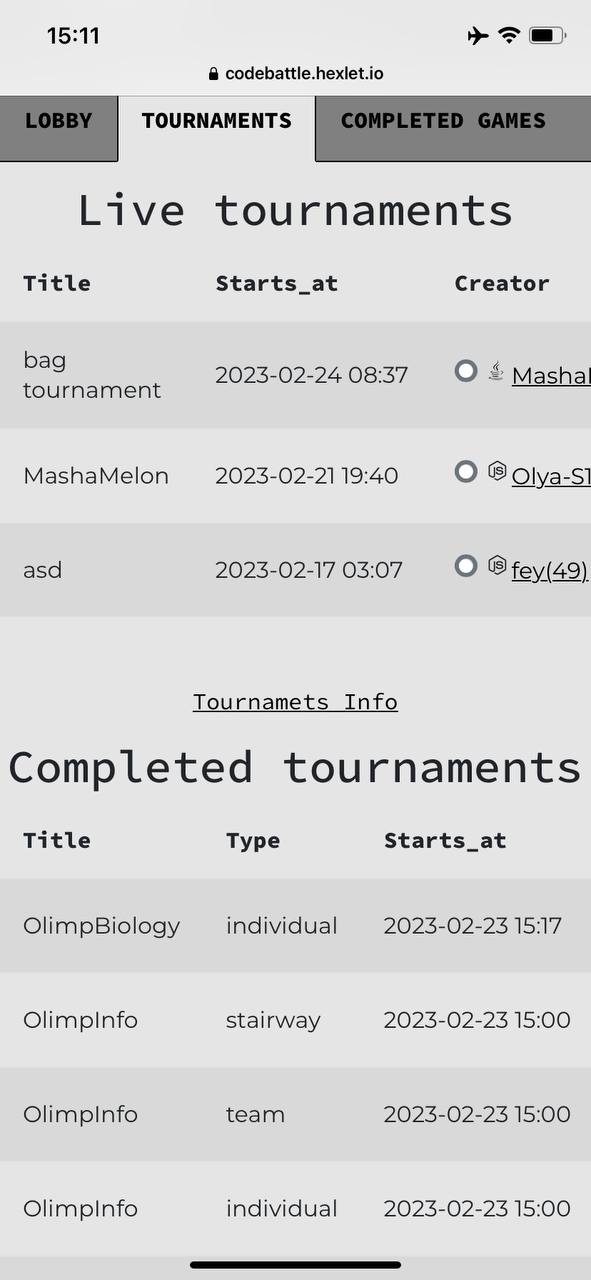 15:11
codebattle.hexlet.io
LOBBY TOURNAMENTS COMPLETED GAMES
Live tournaments
Title Starts_at Creator
bag
tournament 2023-02-24 08:37 Masha
MashaMelon 2023-02-21 19:40 JS Olya-S1
asd 2023-02-17 03:07 JS fey(49)
Tournamets Info
Completed tournaments
Title Type Starts_at
OlimpBiology individual 2023-02-23 15:17
OlimpInfo stairway 2023-02-23 15:00
OlimpInfo team 2023-02-23 15:00
OlimpInfo individual 2023-02-23 15:00